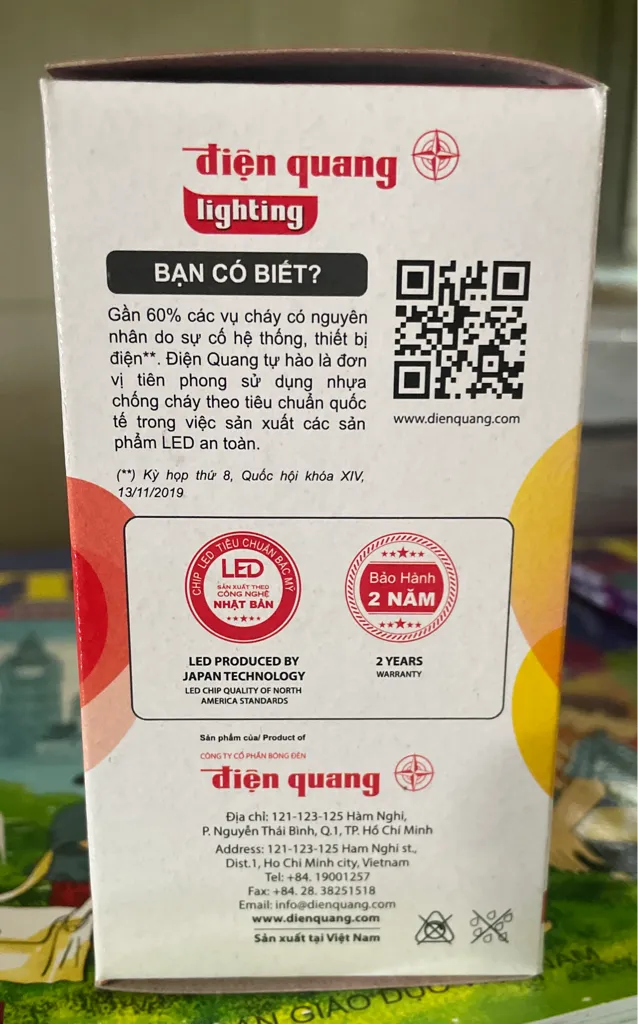 điện quang
lighting
BẠN CÓ BIẾT?
Gần 60% các vụ cháy có nguyên
nhân do sự cố hệ thống, thiết bị
điện**. Điện Quang tự hào là đơn
vị tiên phong sử dụng nhựa
chống cháy theo tiêu chuẩn quốc
tế trong việc sản xuất các sản
phẩm LED an toàn.
www.dienquang.com
(**) Kỳ họp thứ 8, Quốc hội khóa XIV,
13/11/2019
CHIP LED TIÊU CHUẨN BẮC MỸ
LED
SẢN XUẤT THEO
CÔNG NGHỆ
NHẬT BẢN
Bảo Hành
2 NĂM
LED PRODUCED BY
JAPAN TECHNOLOGY
LED CHIP QUALITY OF NORTH
AMERICA STANDARDS
2 YEARS
WARRANTY
Sản phẩm của/ Product of
CÔNG TY CỔ PHẦN BÓNG ĐÈN
điện quang
Địa chỉ: 121-123-125 Hàm Nghi,
P. Nguyễn Thái Bình, Q.1, TP. Hồ Chí Minh
Address: 121-123-125 Ham Nghi st.,
Dist.1, Ho Chi Minh city, Vietnam
Tel: +84. 19001257
Fax: +84. 28. 38251518
Email: info@dienquang.com
www.dienquang.com
Sản xuất tại Việt Nam
GIÁO DỤC NAM